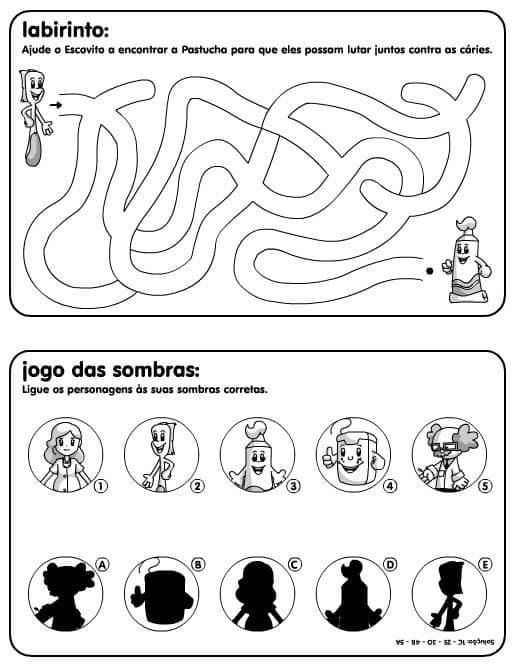 labirinto:
Ajude o Escovito a encontrar a Pastucha para que eles possam lutar juntos contra as cáries.
jogo das sombras:
Ligue os personagens às suas sombras corretas.
1 2 3 4 5
A B C D E
Solução: 1C - 2E - 3D - 4B - 5A